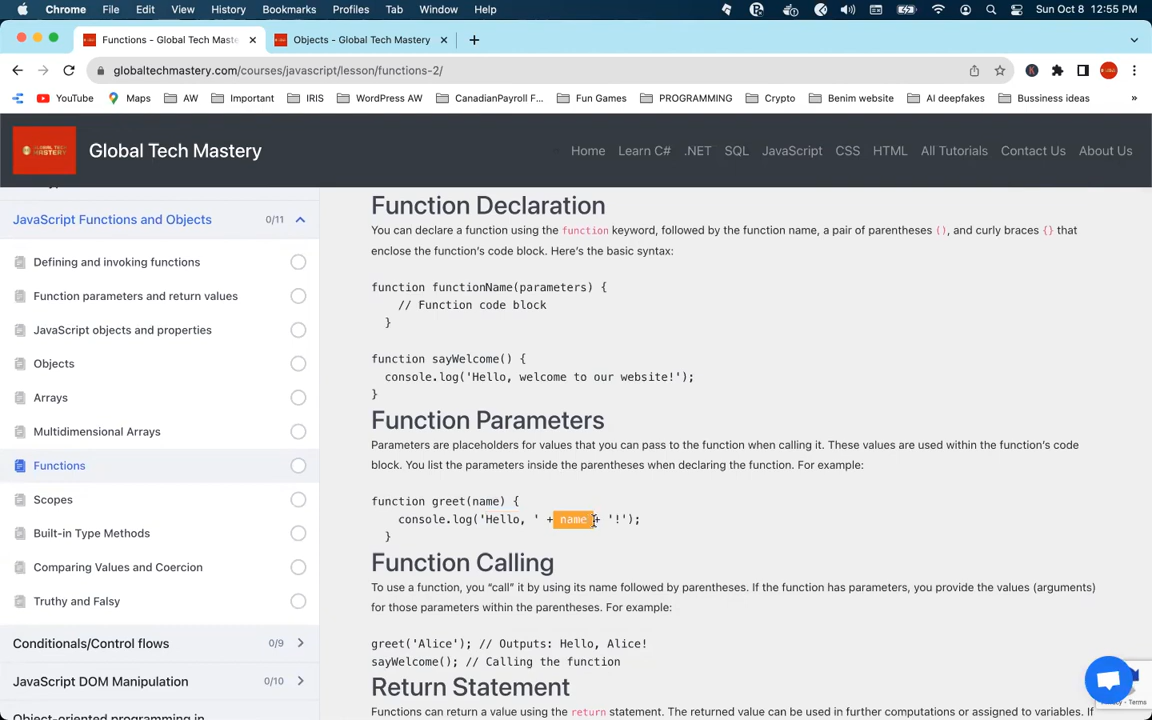 Chrome File Edit View History Bookmarks Profiles Tab Window Help Sun Oct 8 12:55 PM
Functions - Global Tech Maste
Objects - Global Tech Mastery
globaltechmastery.com/courses/javascript/lesson/functions-2/
YouTube Maps AW Important IRIS WordPress AW CanadianPayroll F... Fun Games PROGRAMMING Crypto Benim website AI deepfakes Bussiness ideas »
GLOBAL TECH
MASTERY
Global Tech Mastery
Home Learn C# .NET SQL JavaScript CSS HTML All Tutorials Contact Us About Us
JavaScript Functions and Objects 0/11
Defining and invoking functions
Function parameters and return values
JavaScript objects and properties
Objects
Arrays
Multidimensional Arrays
Functions
Scopes
Built-in Type Methods
Comparing Values and Coercion
Truthy and Falsy
Conditionals/Control flows 0/9
JavaScript DOM Manipulation 0/10
Object-oriented programming in
Function Declaration
You can declare a function using the function keyword, followed by the function name, a pair of parentheses (), and curly braces {} that
enclose the function's code block. Here's the basic syntax:
function functionName(parameters) {
// Function code block
}
function sayWelcome() {
console.log('Hello, welcome to our website!');
}
Function Parameters
Parameters are placeholders for values that you can pass to the function when calling it. These values are used within the function's code
block. You list the parameters inside the parentheses when declaring the function. For example:
function greet(name) {
console.log('Hello, ' + name + '!');
}
Function Calling
To use a function, you “call” it by using its name followed by parentheses. If the function has parameters, you provide the values (arguments)
for those parameters within the parentheses. For example:
greet('Alice'); // Outputs: Hello, Alice!
sayWelcome(); // Calling the function
Return Statement
Functions can return a value using the return statement. The returned value can be used in further computations or assigned to variables. If
- Terms